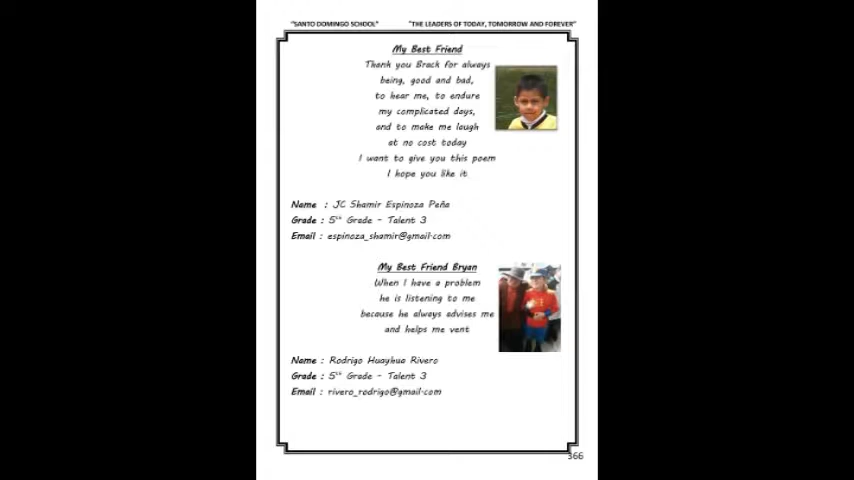 "SANTO DOMINGO SCHOOL" "THE LEADERS OF TODAY, TOMORROW AND FOREVER"
My Best Friend
Thank you Brack for always
being, good and bad,
to hear me, to endure
my complicated days,
and to make me laugh
at no cost today
I want to give you this poem
I hope you like it
Name : JC Shamir Espinoza Peña
Grade : 5th Grade – Talent 3
Email : espinoza_shamir@gmail.com
My Best Friend Bryan
When I have a problem
he is listening to me
because he always advises me
and helps me vent
Name : Rodrigo Huayhua Rivero
Grade : 5th Grade – Talent 3
Email : rivero_rodrigo@gmail.com
366